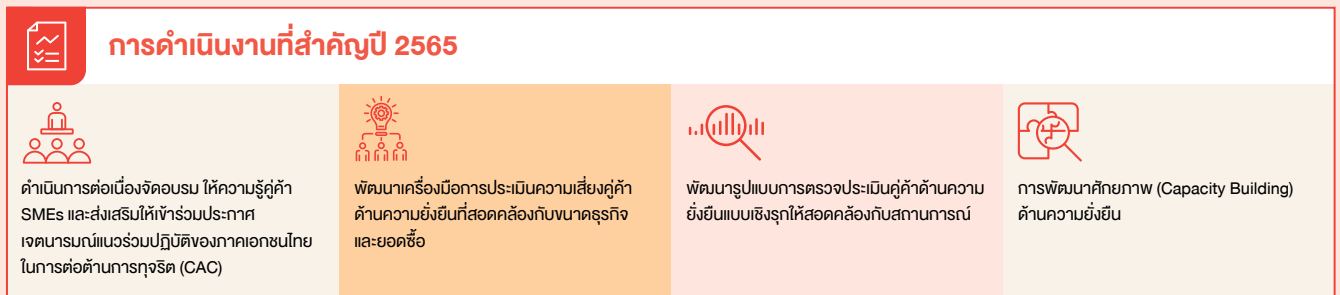 การดำเนินงานที่สำคัญปี 2565
ดำเนินการต่อเนื่องจัดอบรม ให้ความรู้คู่ค้า
SMEs และส่งเสริมให้เข้าร่วมประกาศ
เจตนารมณ์แนวร่วมปฏิบัติของภาคเอกชนไทย
ในการต่อต้านการทุจริต (CAC)
พัฒนาเครื่องมือการประเมินความเสี่ยงคู่ค้า
ด้านความยั่งยืนที่สอดคล้องกับขนาดธุรกิจ
และยอดซื้อ
พัฒนารูปแบบการตรวจประเมินคู่ค้าด้านความ
ยั่งยืนแบบเชิงรุกให้สอดคล้องกับสถานการณ์
การพัฒนาศักยภาพ (Capacity Building)
ด้านความยั่งยืน